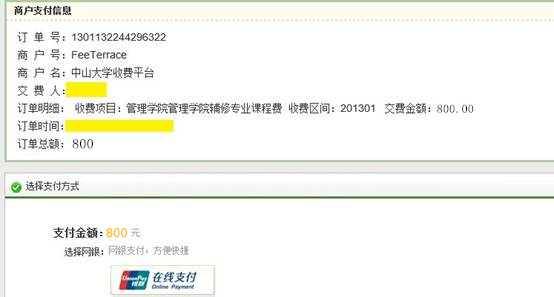 商户支付信息
订 单 号：1301132244296322
商 户 号：FeeTerrace
商 户 名：中山大学收费平台
交 费 人：
订单明细： 收费项目：管理学院管理学院辅修专业课程费 收费区间：201301 交费金额：800.00
订单时间：
订单总额：800
选择支付方式
支付金额：800 元
选择网银：网银支付，方便快捷
UnionPay 银联 在线支付
Online Payment